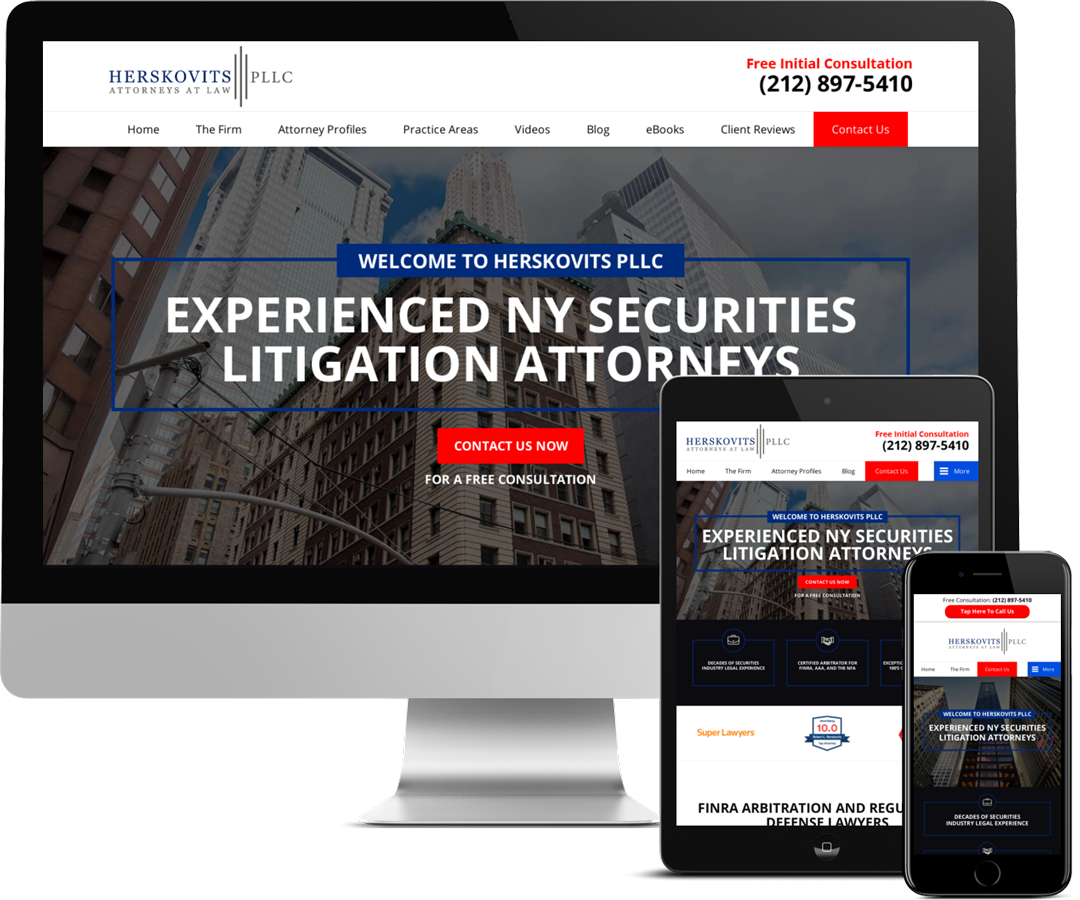 HERSKOVITS PLLC
ATTORNEYS AT LAW
Free Initial Consultation
(212) 897-5410
Home The Firm Attorney Profiles Practice Areas Videos Blog eBooks Client Reviews Contact Us
WELCOME TO HERSKOVITS PLLC
EXPERIENCED NY SECURITIES
LITIGATION ATTORNEYS
CONTACT US NOW
FOR A FREE CONSULTATION
HERSKOVITS PLLC
ATTORNEYS AT LAW
Free Initial Consultation
(212) 897-5410
Home The Firm Attorney Profiles Blog Contact Us More
WELCOME TO HERSKOVITS PLLC
EXPERIENCED NY SECURITIES
LITIGATION ATTORNEYS
CONTACT US NOW
FOR A FREE CONSULTATION
DECADES OF SECURITIES
INDUSTRY LEGAL EXPERIENCE
CERTIFIED ARBITRATOR FOR
FINRA, AAA, AND THE NFA
Super Lawyers
10.0
Top Attorney
FINRA ARBITRATION AND REGU
DEFENSE LAWYERS
Free Consultation: (212) 897-5410
Tap Here To Call Us
HERSKOVITS PLLC
ATTORNEYS AT LAW
Home The Firm Contact Us More
WELCOME TO HERSKOVITS PLLC
EXPERIENCED NY SECURITIES
LITIGATION ATTORNEYS
DECADES OF SECURITIES
INDUSTRY LEGAL EXPERIENCE